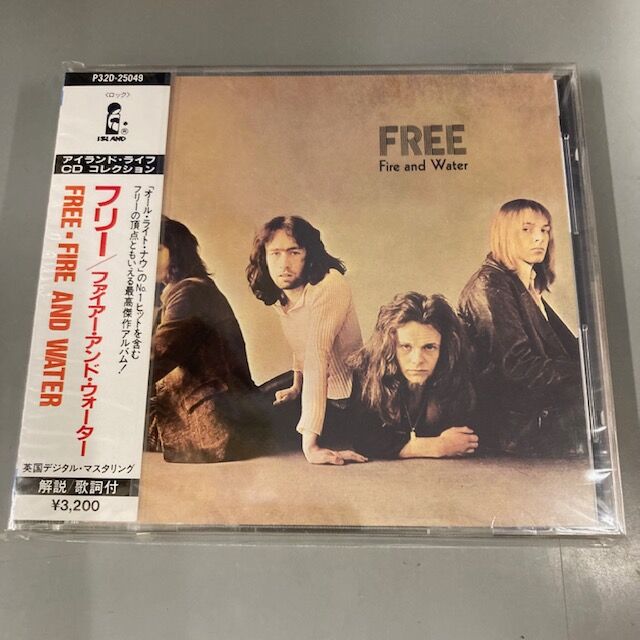 P32D-25049
〈ロック〉
ISLAND®
アイランド・ライフ
CD コレクション
「オール・ライト・ナウ」のNo.1ヒットを含む
フリーの頂点ともいえる最高傑作アルバム!
フリー/ファイアー・アンド・ウォーター
FREE・FIRE AND WATER
英国デジタル・マスタリング
解説/歌詞付
¥3,200
FREE
Fire and Water